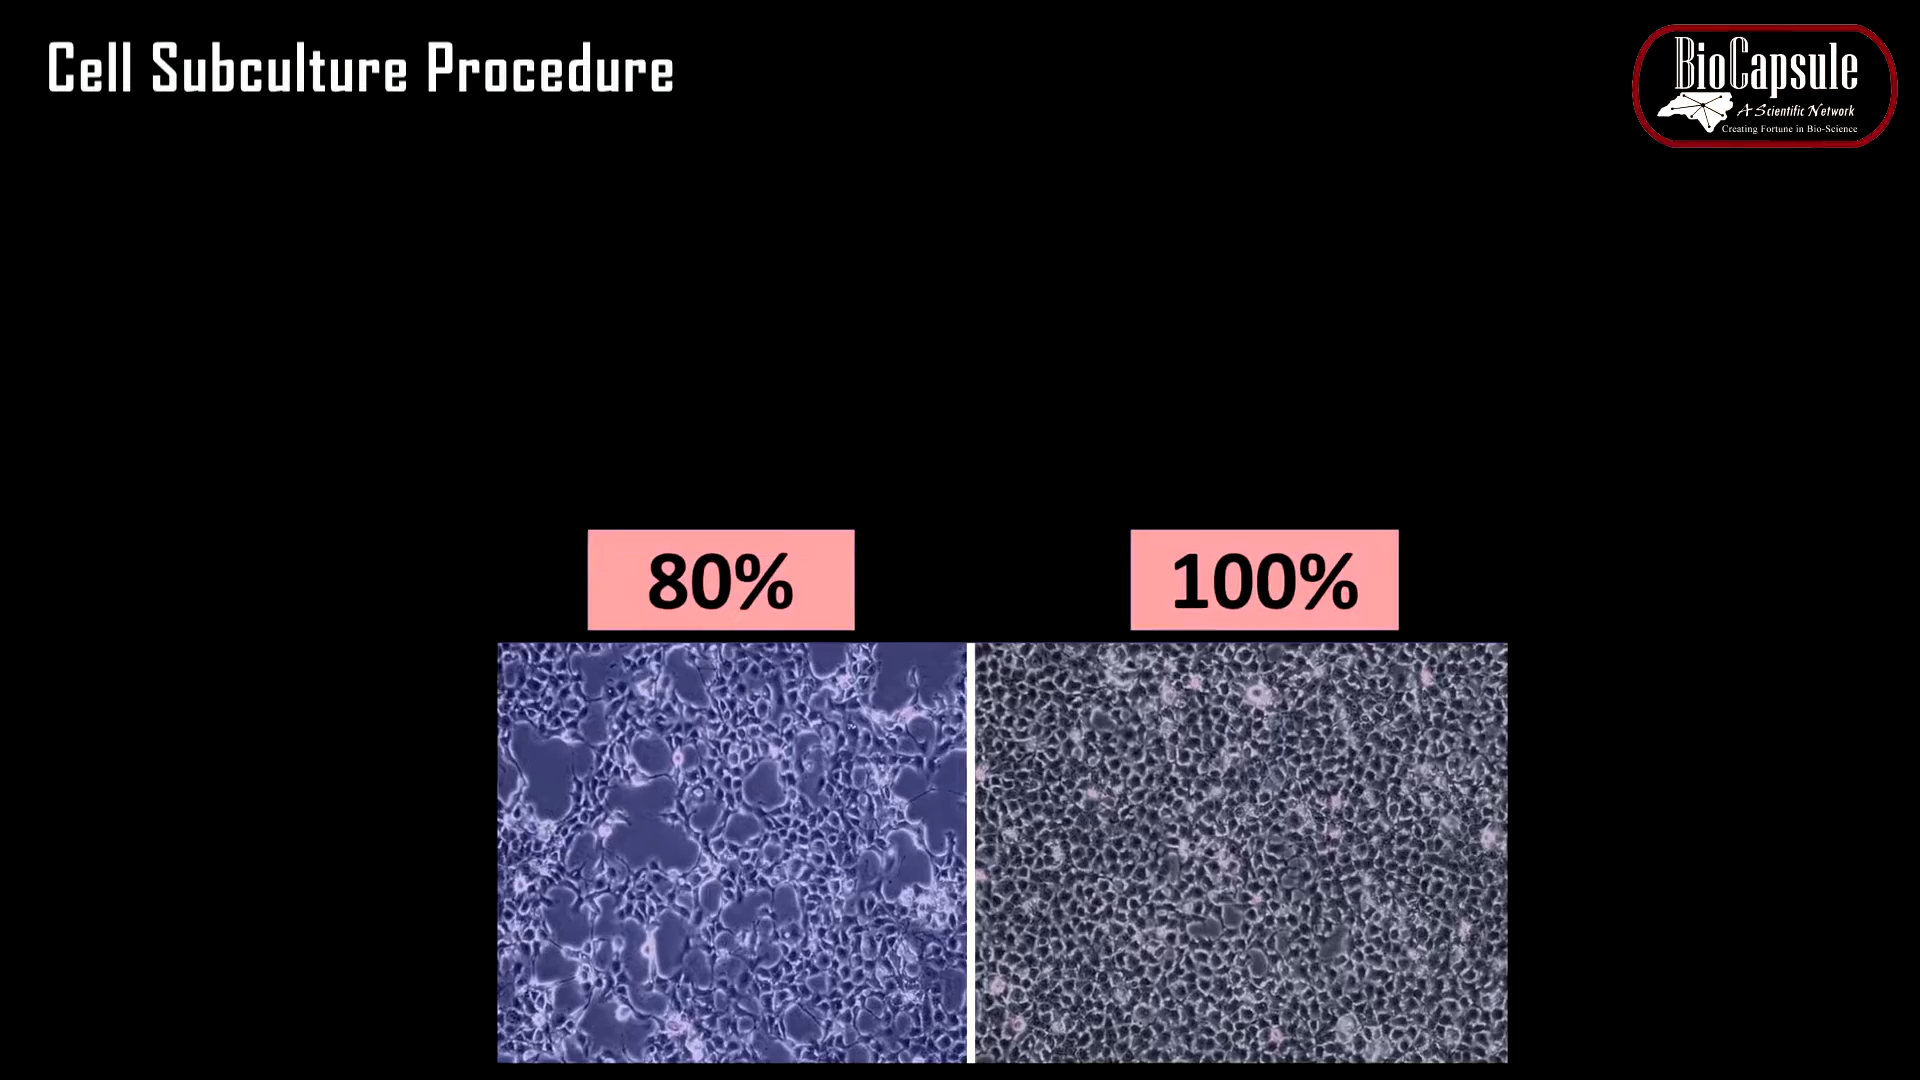 Cell Subculture Procedure
BioCapsule
A Scientific Network
Creating Fortune in Bio-Science
80%
100%